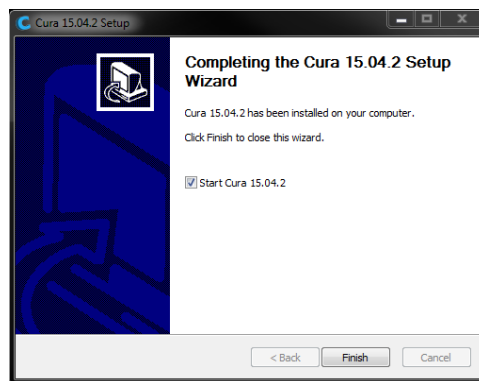 Cura 15.04.2 Setup
Completing the Cura 15.04.2 Setup
Wizard
Cura 15.04.2 has been installed on your computer.
Click Finish to close this wizard.
Start Cura 15.04.2
< Back Finish Cancel